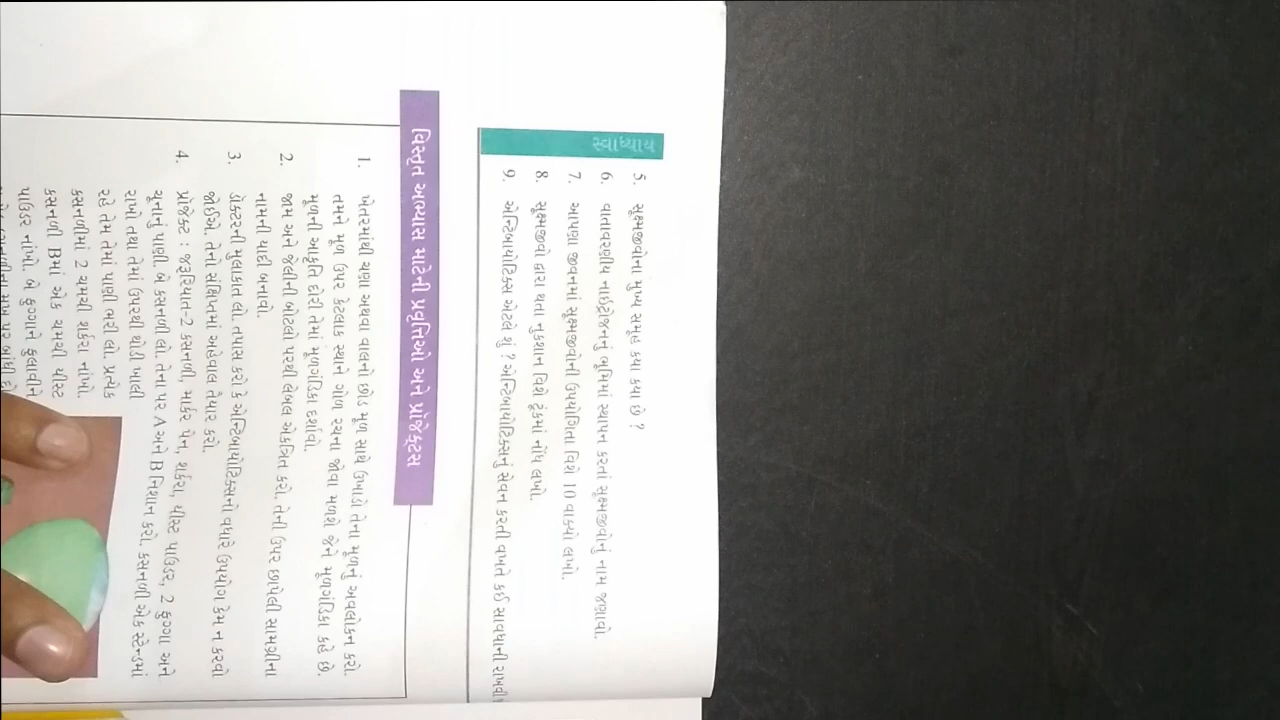 સ્વાધ્યાય
5. સૂક્ષ્મજીવોના મુખ્ય સમૂહ કયા કયા છે ?
6. વાતાવરણીય નાઈટ્રોજનનું ભૂમિમાં સ્થાપન કરતાં સૂક્ષ્મજીવોનું નામ જણાવો.
7. આપણા જીવનમાં સૂક્ષ્મજીવોની ઉપયોગિતા વિશે 10 વાક્યો લખો.
8. સૂક્ષ્મજીવો દ્વારા થતા નુકશાન વિશે ટૂંકમાં નોંધ લખો.
9. એન્ટિબાયોટિક્સ એટલે શું ? એન્ટિબાયોટિક્સનું સેવન કરતી વખતે કઈ સાવધાની રાખવી
વિસ્તૃત અભ્યાસ માટેની પ્રવૃત્તિઓ અને પ્રૉજેક્ટ્સ
1. ખેતરમાંથી ચણા અથવા વાલનો છોડ મૂળ સાથે ઉખાડો. તેના મૂળનું અવલોકન કરો.
તમને મૂળ ઉપર કેટલાક સ્થાને ગોળ રચના જોવા મળશે જેને મૂળગંડિકા કહે છે.
મૂળની આકૃતિ દોરી તેમાં મૂળગંડિકા દર્શાવો.
2. જામ અને જેલીની બોટલો પરથી લેબલ એકત્રિત કરો. તેની ઉપર છાપેલી સામગ્રીના
નામની યાદી બનાવો.
3. ડૉક્ટરની મુલાકાત લો. તપાસ કરો કે એન્ટિબાયોટિક્સનો વધારે ઉપયોગ કેમ ન કરવો
જોઈએ. તેનો સંક્ષિપ્તમાં અહેવાલ તૈયાર કરો.
4. પ્રોજેક્ટ : જરૂરિયાત-2 કસનળી, માર્કર પેન, શર્કરા, યીસ્ટ પાઉડર, 2 ફુગ્ગા અને
ચૂનાનું પાણી બે કસનળી લો. તેના પર A અને B નિશાન કરો. કસનળી એક સ્ટૅન્ડમાં
રાખો તથા તેમાં ઉપરથી થોડી ખાલી
રહે તેમ તેમાં પાણી ભરી લો. પ્રત્યેક
કસનળીમાં 2 ચમચી શર્કરા નાંખો.
કસનળી Bમાં એક ચમચી યીસ્ટ
પાઉડર નાંખો. બે ફુગ્ગાને ફુલાવીને